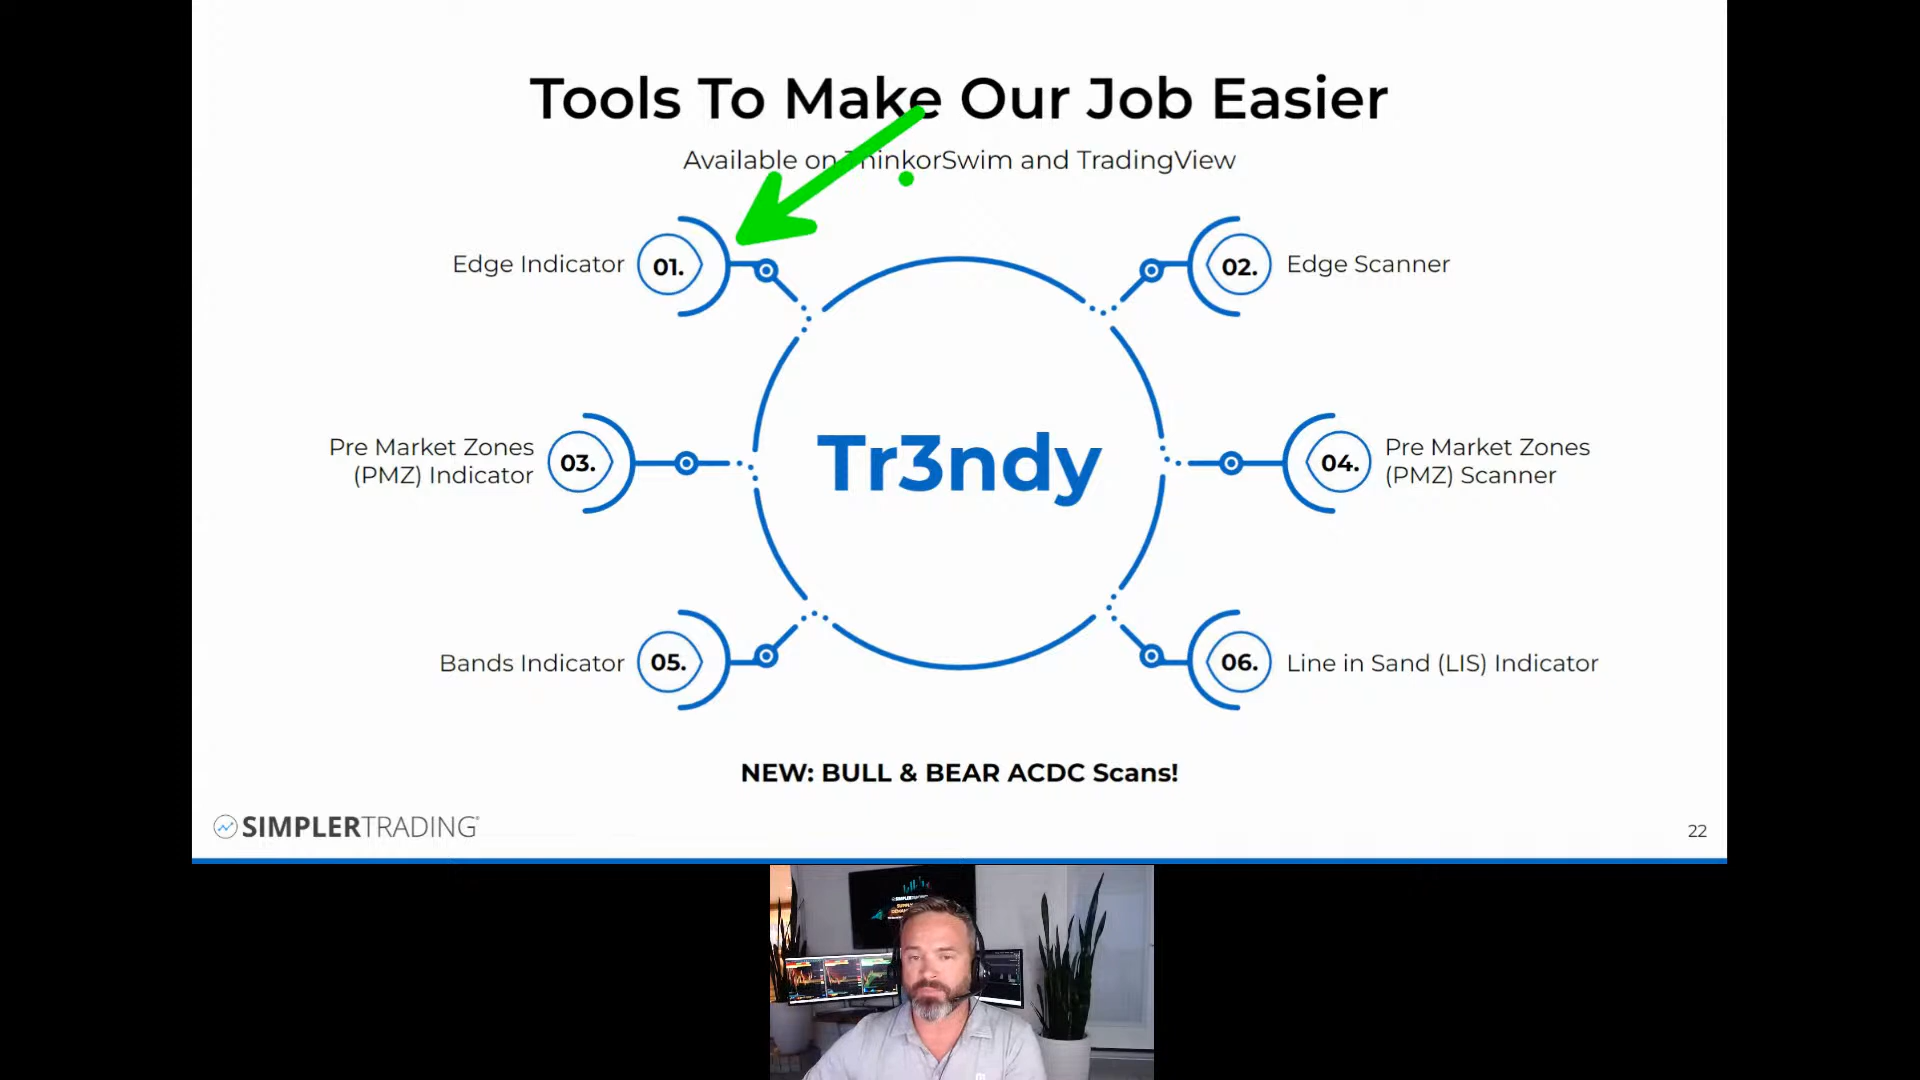 Tools To Make Our Job Easier
Available on ThinkorSwim and TradingView
Edge Indicator
01.
02.
Edge Scanner
Pre Market Zones
(PMZ) Indicator
03.
Tr3ndy
04.
Pre Market Zones
(PMZ) Scanner
Bands Indicator
05.
06.
Line in Sand (LIS) Indicator
NEW: BULL & BEAR ACDC Scans!
SIMPLERTRADING
22